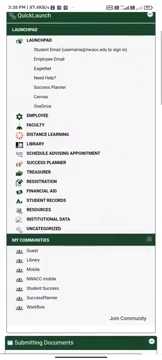 3:38 PM | 87.4KB/s
QuickLaunch
LAUNCHPAD
LAUNCHPAD
Student Email (username@nwacc.edu to sign in)
Employee Email
EagleNet
Need Help?
Success Planner
Canvas
OneDrive
EMPLOYEE
FACULTY
DISTANCE LEARNING
LIBRARY
SCHEDULE ADVISING APPOINTMENT
SUCCESS PLANNER
TREASURER
REGISTRATION
FINANCIAL AID
STUDENT RECORDS
RESOURCES
INSTITUTIONAL DATA
UNCATEGORIZED
MY COMMUNITIES
Guest
Library
Mobile
NWACC mobile
Student Success
SuccessPlanner
Workflow
Join Community
Submitting Documents